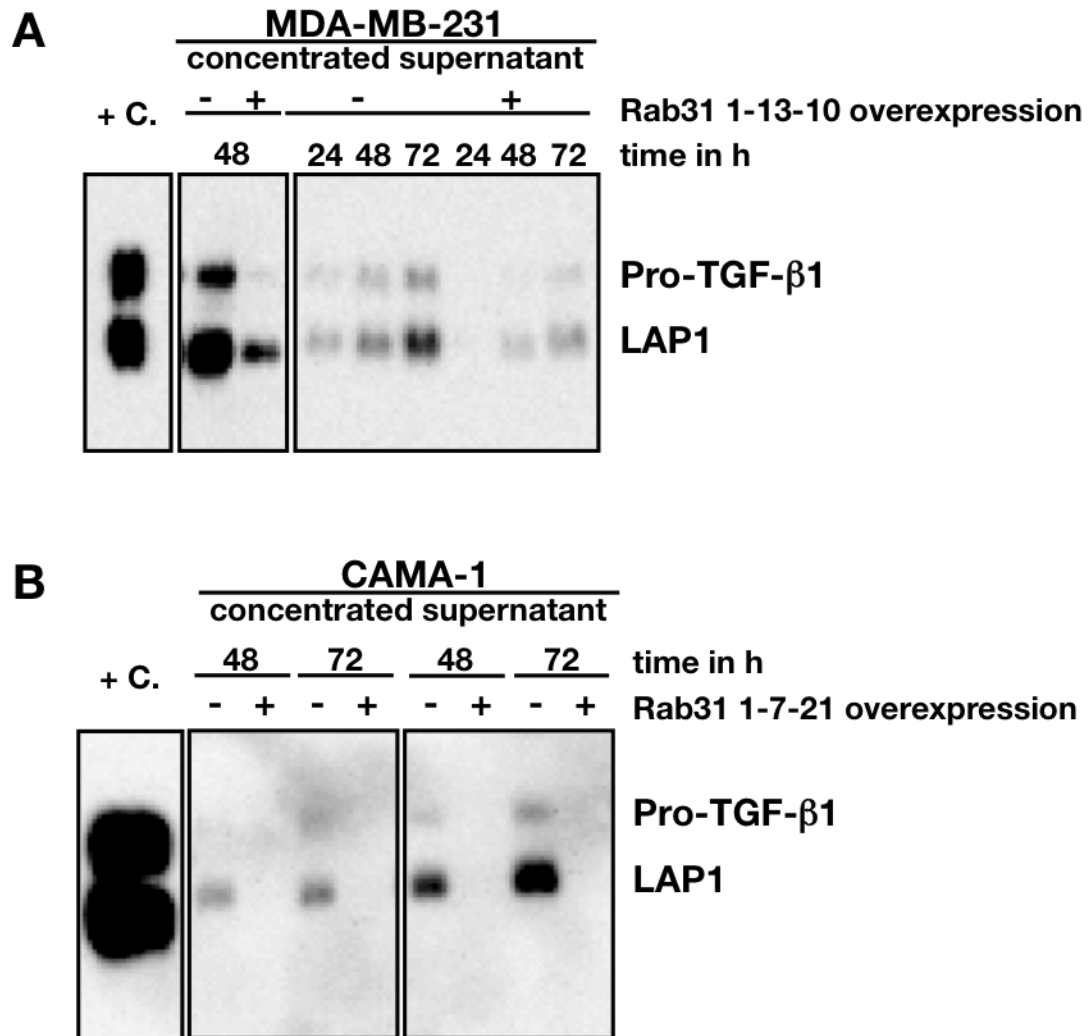 A
MDA-MB-231
concentrated supernatant
+ C.
- + - + Rab31 1-13-10 overexpression
48 24 48 72 24 48 72 time in h
Pro-TGF-β1
LAP1
B
CAMA-1
concentrated supernatant
+ C.
48 72 48 72 time in h
- + - + - + - + Rab31 1-7-21 overexpression
Pro-TGF-β1
LAP1